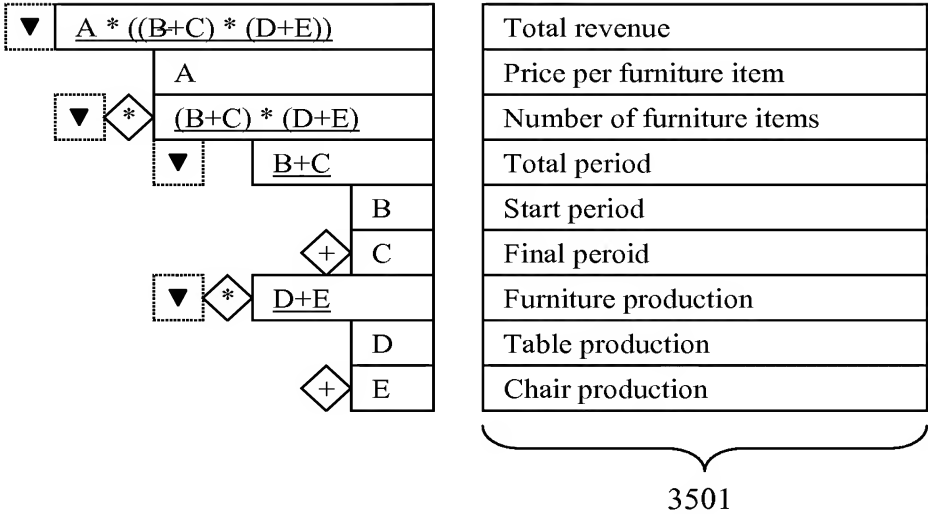 ▼ A * ((B+C) * (D+E)) Total revenue
A Price per furniture item
▼ * (B+C) * (D+E) Number of furniture items
▼ B+C Total period
B Start period
+ C Final peroid
▼ * D+E Furniture production
D Table production
+ E Chair production
3501